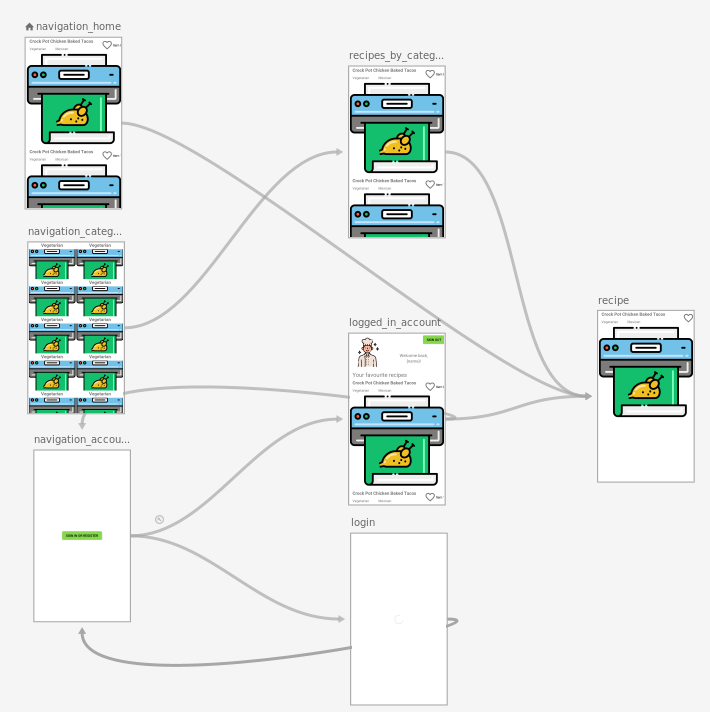 navigation_home
Crock Pot Chicken Baked Tacos
Vegetarian Mexican
Crock Pot Chicken Baked Tacos
Vegetarian Mexican
recipes_by_categ...
Crock Pot Chicken Baked Tacos
Vegetarian Mexican
Crock Pot Chicken Baked Tacos
Vegetarian Mexican
navigation_categ...
Vegetarian Vegetarian
Vegetarian Vegetarian
Vegetarian Vegetarian
Vegetarian Vegetarian
Vegetarian Vegetarian
logged_in_account
SIGN OUT
Welcome back,
{name}!
Your favourite recipes
Crock Pot Chicken Baked Tacos
Vegetarian Mexican
Crock Pot Chicken Baked Tacos
Vegetarian Mexican
recipe
Crock Pot Chicken Baked Tacos
Vegetarian Mexican
navigation_accou...
SIGN IN OR REGISTER
login